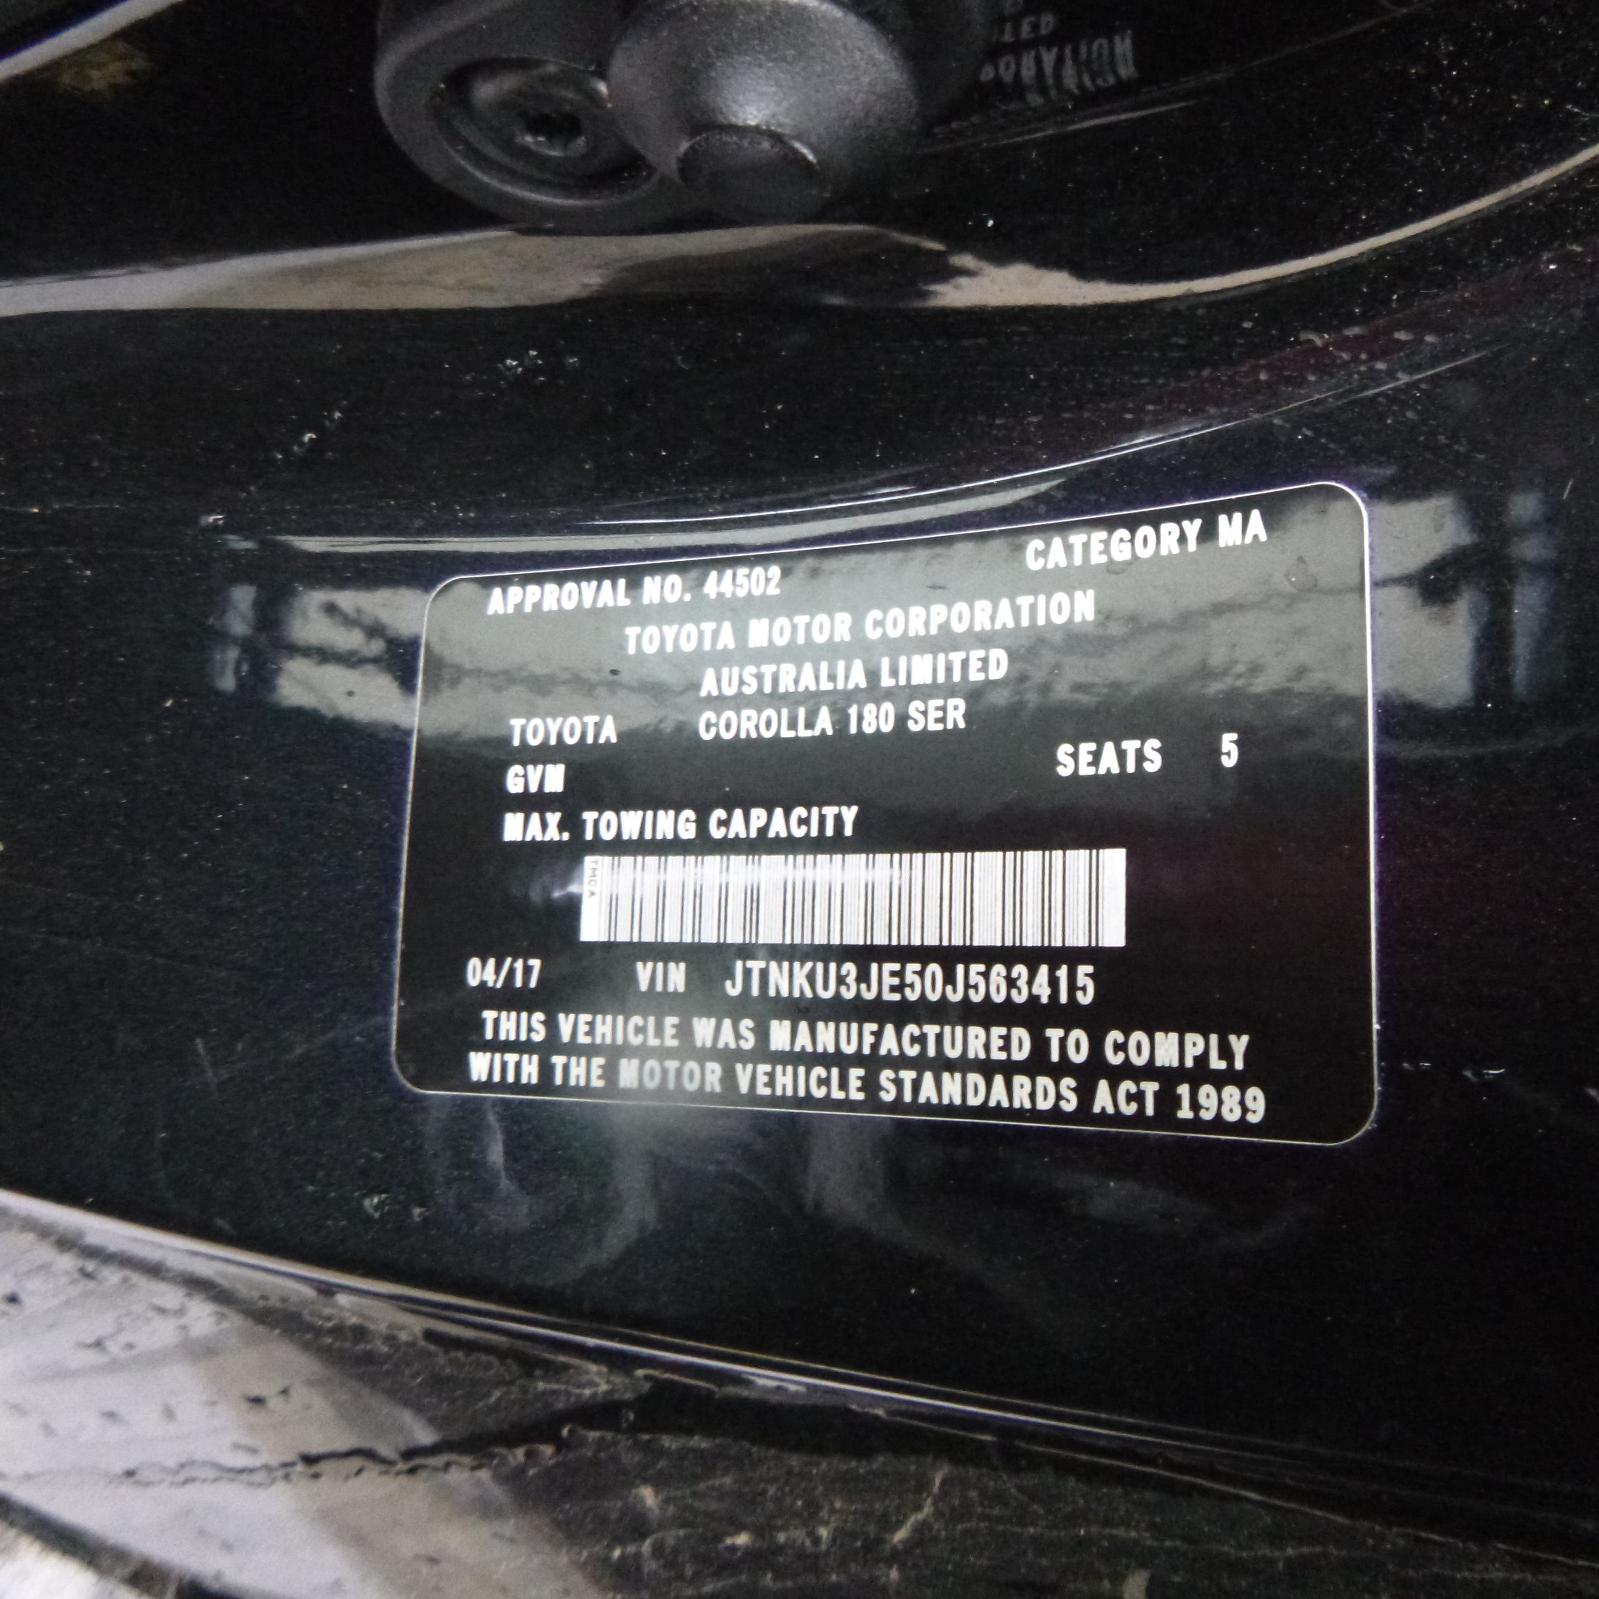 APPROVAL NO. 44502 CATEGORY MA
TOYOTA MOTOR CORPORATION
AUSTRALIA LIMITED
TOYOTA COROLLA 180 SER
GVM SEATS 5
MAX. TOWING CAPACITY
TMCA
04/17 VIN JTNKU3JE50J563415
THIS VEHICLE WAS MANUFACTURED TO COMPLY
WITH THE MOTOR VEHICLE STANDARDS ACT 1989